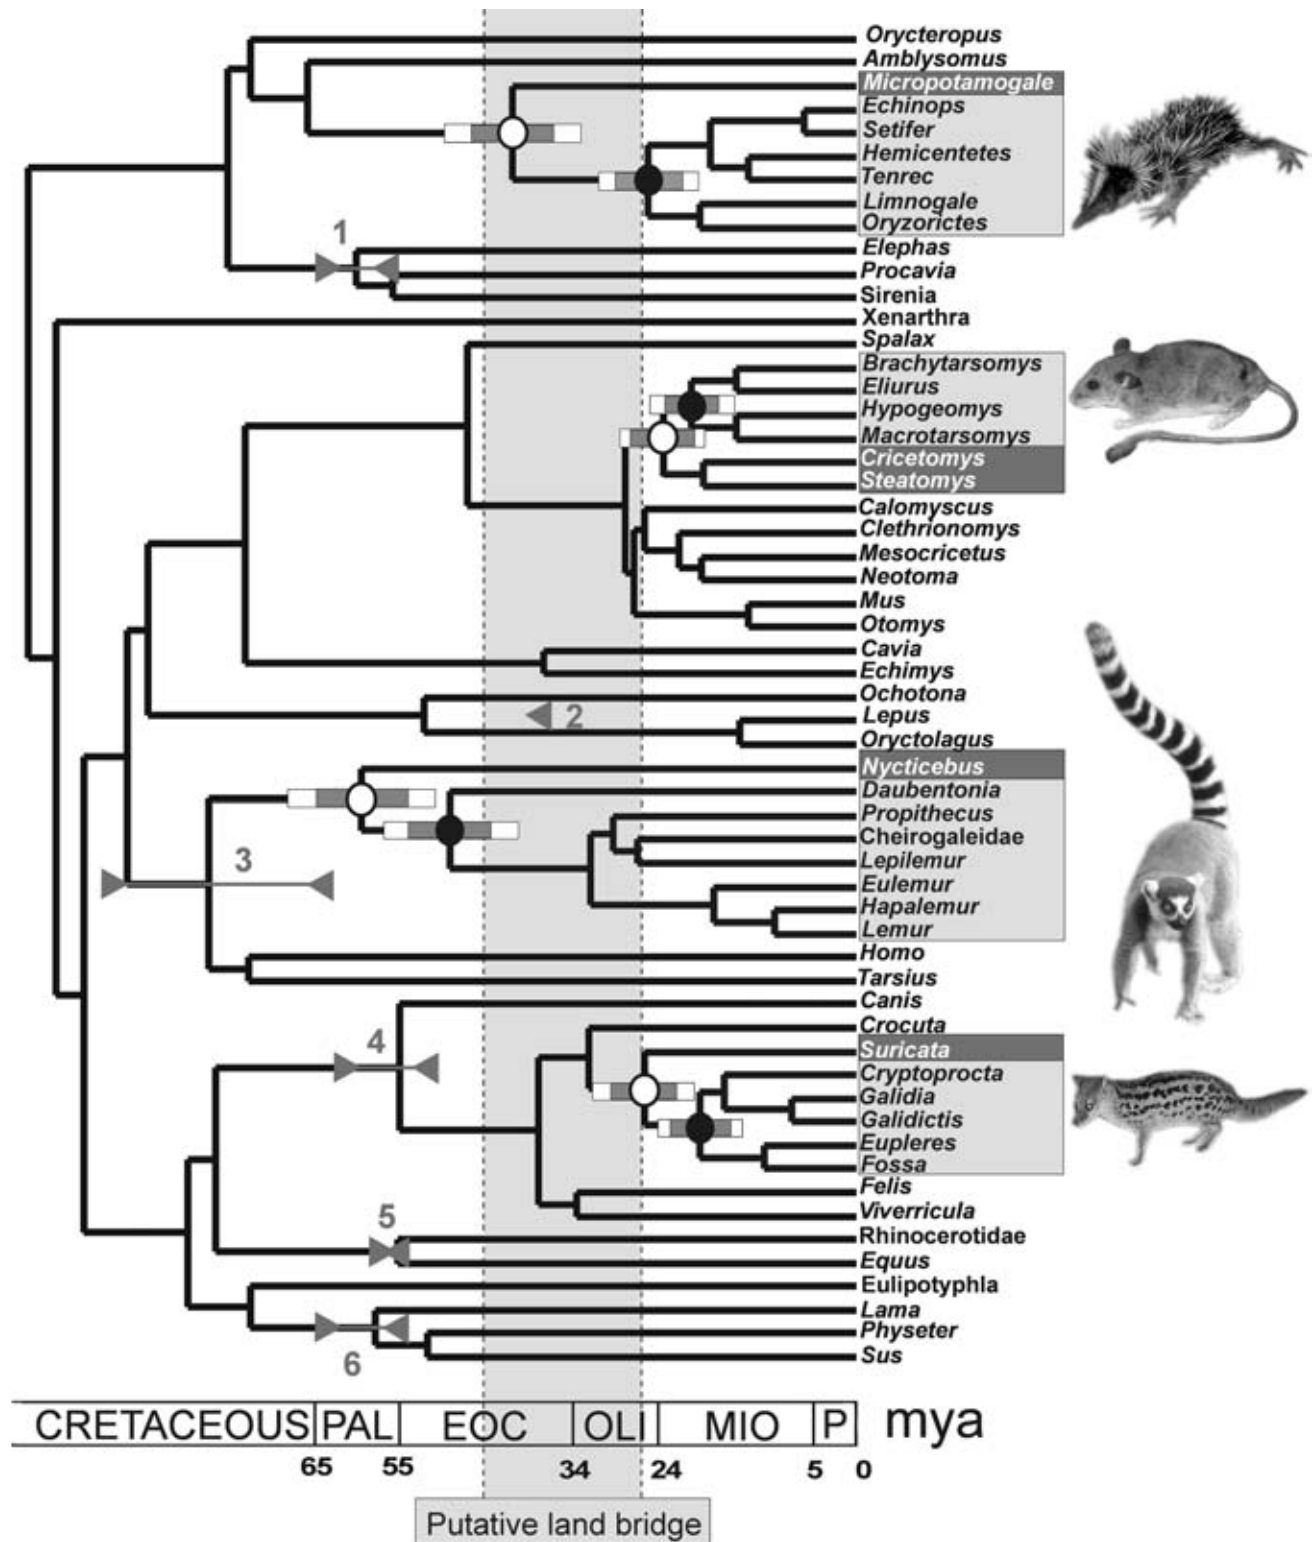 Orycteropus
Amblysomus
Micropotamogale
Echinops
Setifer
Hemicentetes
Tenrec
Limnogale
Oryzorictes
1
Elephas
Procavia
Sirenia
Xenarthra
Spalax
Brachytarsomys
Eliurus
Hypogeomys
Macrotarsomys
Cricetomys
Steatomys
Calomyscus
Clethrionomys
Mesocricetus
Neotoma
Mus
Otomys
Cavia
Echimys
Ochotona
2
Lepus
Oryctolagus
Nycticebus
Daubentonia
Propithecus
Cheirogaleidae
3
Lepilemur
Eulemur
Hapalemur
Lemur
Homo
Tarsius
Canis
Crocuta
4
Suricata
Cryptoprocta
Galidia
Galidictis
Eupleres
Fossa
Felis
Viverricula
5
Rhinocerotidae
Equus
Eulipotyphla
Lama
Physeter
6
Sus
CRETACEOUS PAL EOC OLI MIO P mya
65 55 34 24 5 0
Putative land bridge